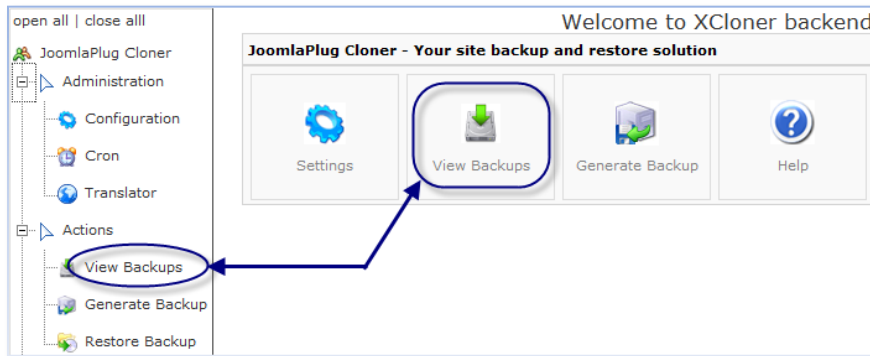 open all | close alll
JoomlaPlug Cloner
Administration
Configuration
Cron
Translator
Actions
View Backups
Generate Backup
Restore Backup
Welcome to XCloner backend
JoomlaPlug Cloner - Your site backup and restore solution
Settings
View Backups
Generate Backup
Help